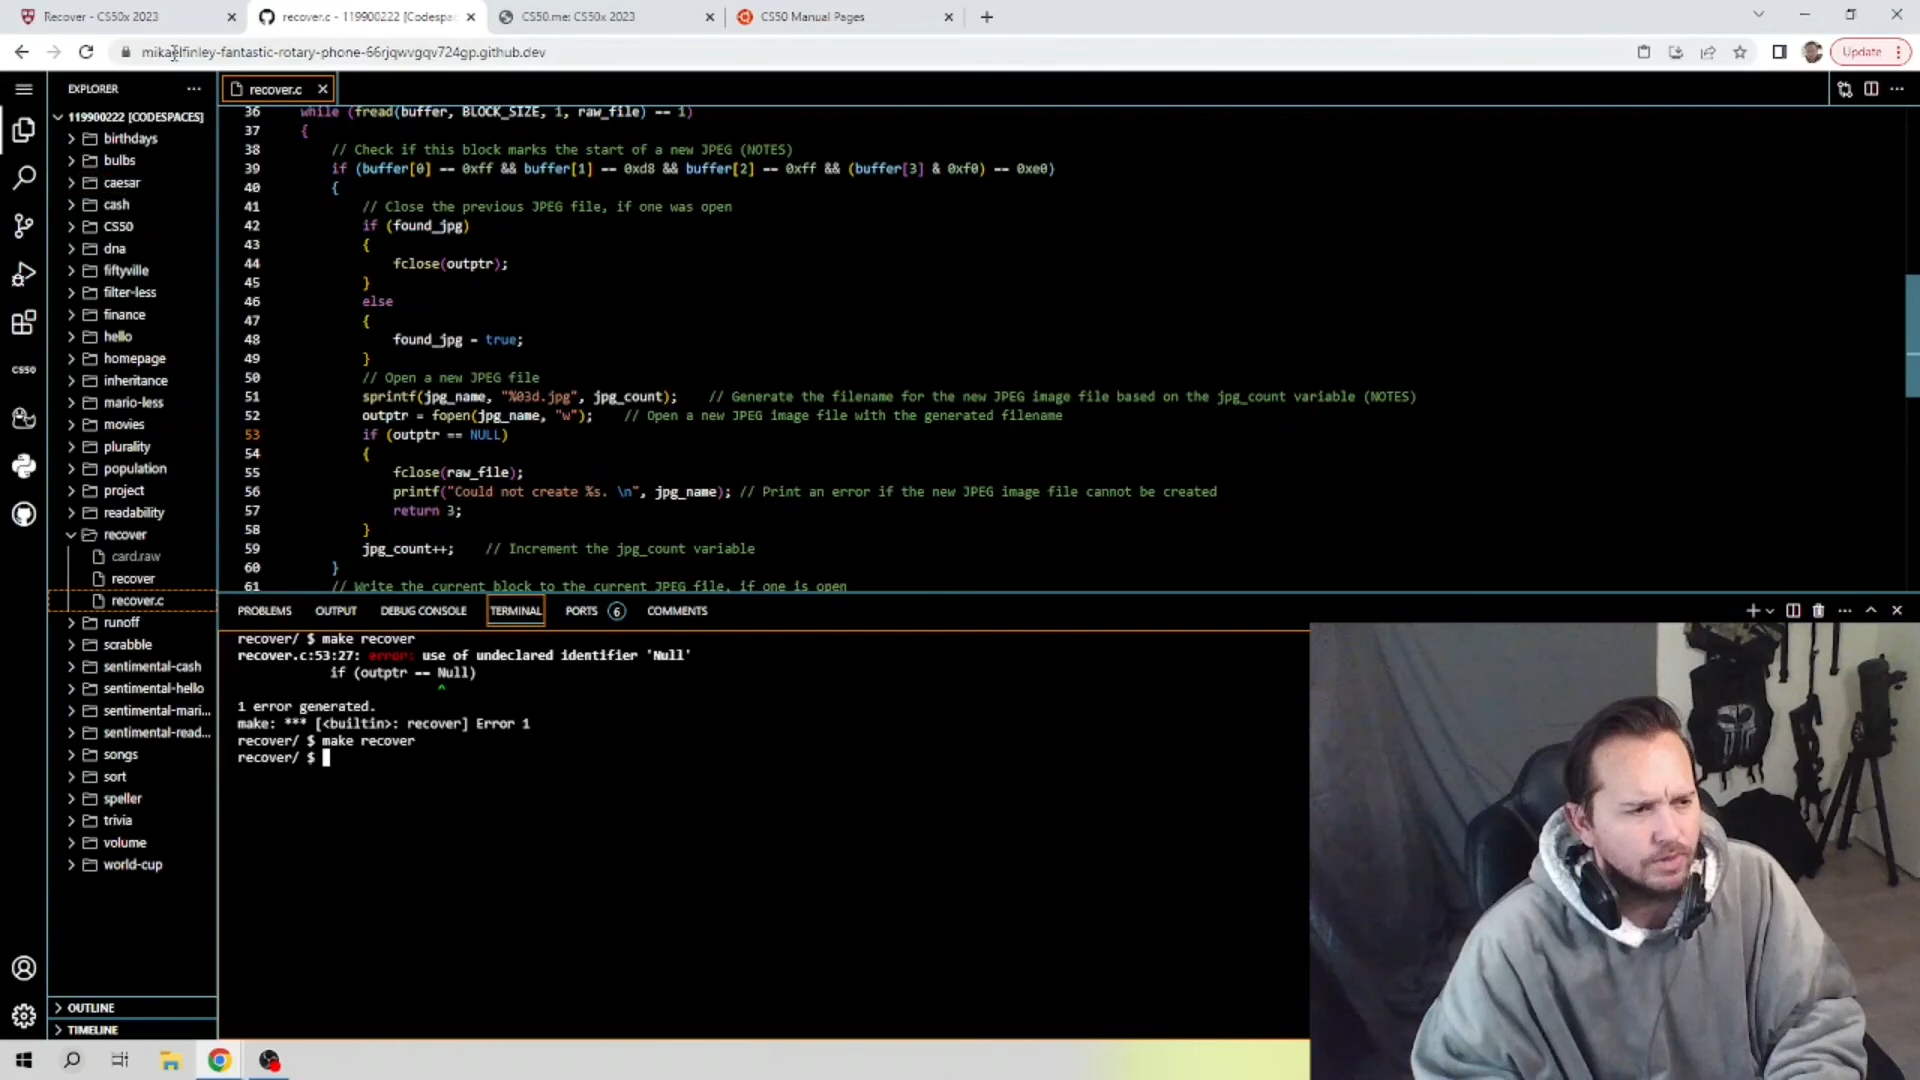 Recover - CS50x 2023
recover.c - 119900222 [Codespac
CS50.me: CS50x 2023
CS50 Manual Pages
mikaelfinley-fantastic-rotary-phone-66rjqwvgqv724gp.github.dev
Update
EXPLORER
recover.c
119900222 [CODESPACES]
birthdays
bulbs
caesar
cash
CS50
dna
fiftyville
filter-less
finance
hello
homepage
inheritance
mario-less
movies
plurality
population
project
readability
recover
card.raw
recover
recover.c
runoff
scrabble
sentimental-cash
sentimental-hello
sentimental-mari...
sentimental-read...
songs
sort
speller
trivia
volume
world-cup
OUTLINE
TIMELINE
CS50
36 while (fread(buffer, BLOCK_SIZE, 1, raw_file) == 1)
37 {
38 // Check if this block marks the start of a new JPEG (NOTES)
39 if (buffer[0] == 0xff && buffer[1] == 0xd8 && buffer[2] == 0xff && (buffer[3] & 0xf0) == 0xe0)
40 {
41 // Close the previous JPEG file, if one was open
42 if (found_jpg)
43 {
44 fclose(outptr);
45 }
46 else
47 {
48 found_jpg = true;
49 }
50 // Open a new JPEG file
51 sprintf(jpg_name, "%03d.jpg", jpg_count); // Generate the filename for the new JPEG image file based on the jpg_count variable (NOTES)
52 outptr = fopen(jpg_name, "w"); // Open a new JPEG image file with the generated filename
53 if (outptr == NULL)
54 {
55 fclose(raw_file);
56 printf("Could not create %s. \n", jpg_name); // Print an error if the new JPEG image file cannot be created
57 return 3;
58 }
59 jpg_count++; // Increment the jpg_count variable
60 }
61 // Write the current block to the current JPEG file, if one is open
PROBLEMS OUTPUT DEBUG CONSOLE TERMINAL PORTS 6 COMMENTS
recover/ $ make recover
recover.c:53:27: error: use of undeclared identifier 'Null'
if (outptr == Null)
^
1 error generated.
make: *** [<builtin>: recover] Error 1
recover/ $ make recover
recover/ $